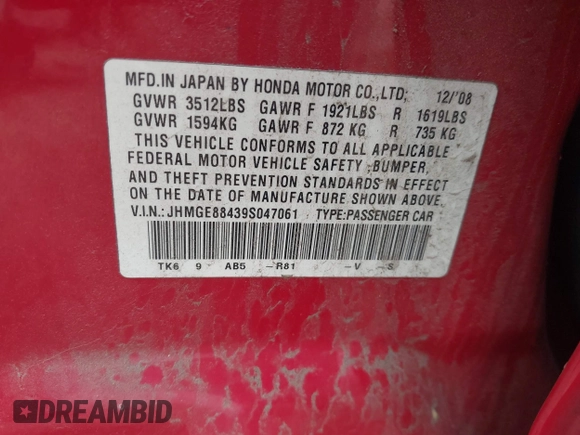 MFD.IN JAPAN BY HONDA MOTOR CO.,LTD. 12/'08
GVWR 3512LBS GAWR F 1921LBS R 1619LBS
GVWR 1594KG GAWR F 872 KG R 735 KG
THIS VEHICLE CONFORMS TO ALL APPLICABLE
FEDERAL MOTOR VEHICLE SAFETY ,BUMPER,
AND THEFT PREVENTION STANDARDS IN EFFECT
ON THE DATE OF MANUFACTURE SHOWN ABOVE.
V.I.N.: JHMGE88439S047061 TYPE:PASSENGER CAR
TK6 9 AB5 -R81 -V -S
DREAMBID